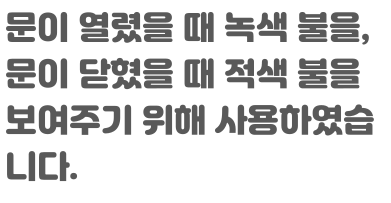 문이 열렸을 때 녹색 불을,
문이 닫혔을 때 적색 불을
보여주기 위해 사용하였습
니다.